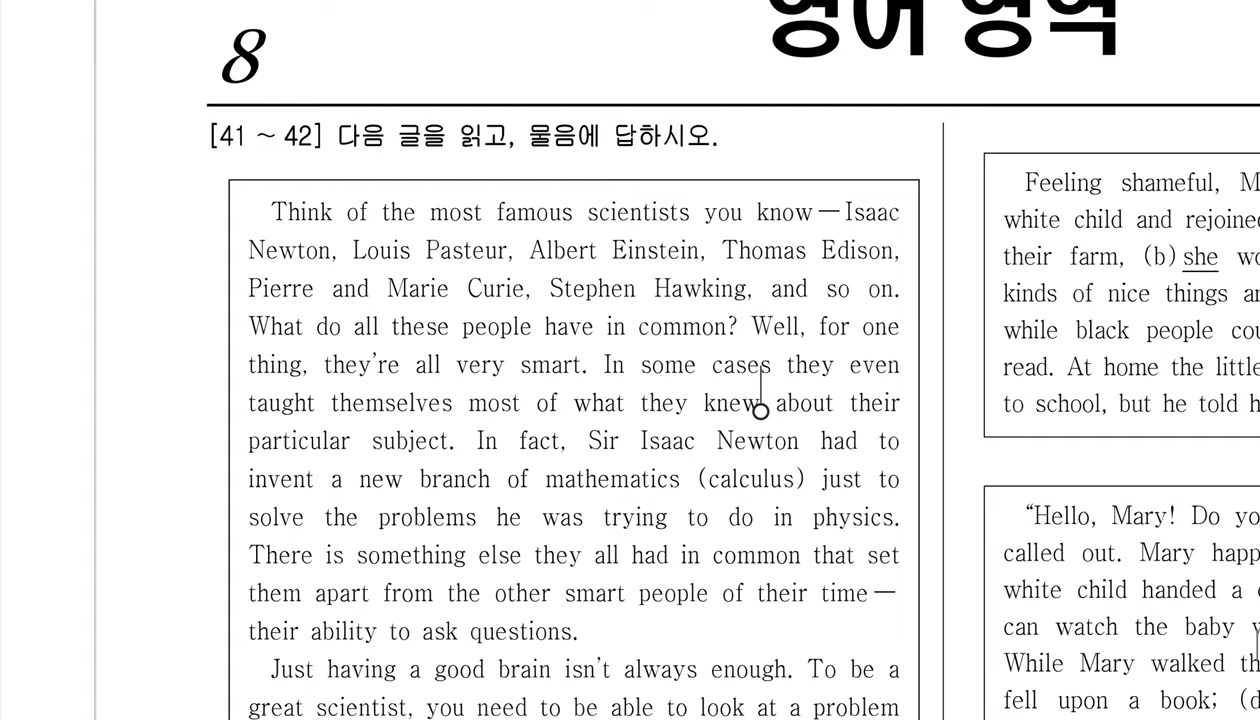 영어 영역
8
[41 ~ 42] 다음 글을 읽고, 물음에 답하시오.
Think of the most famous scientists you know — Isaac
Newton, Louis Pasteur, Albert Einstein, Thomas Edison,
Pierre and Marie Curie, Stephen Hawking, and so on.
What do all these people have in common? Well, for one
thing, they're all very smart. In some cases they even
taught themselves most of what they knew about their
particular subject. In fact, Sir Isaac Newton had to
invent a new branch of mathematics (calculus) just to
solve the problems he was trying to do in physics.
There is something else they all had in common that set
them apart from the other smart people of their time —
their ability to ask questions.
Just having a good brain isn't always enough. To be a
great scientist, you need to be able to look at a problem
Feeling shameful, M
white child and rejoine
their farm, (b) she wo
kinds of nice things a
while black people cou
read. At home the little
to school, but he told h
“Hello, Mary! Do yo
called out. Mary happ
white child handed a
can watch the baby
While Mary walked th
fell upon a book; (d